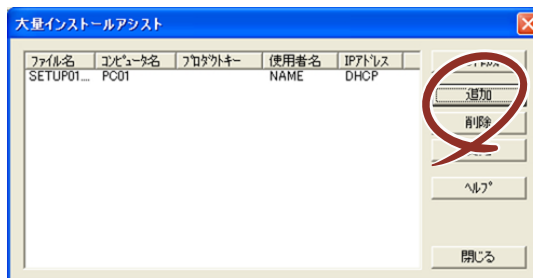 大量インストールアシスト
ファイル名 コンピュータ名 プロダクトキー 使用者名 IPアドレス
SETUP01... PC01 NAME DHCP
追加
削除
ヘルプ
閉じる